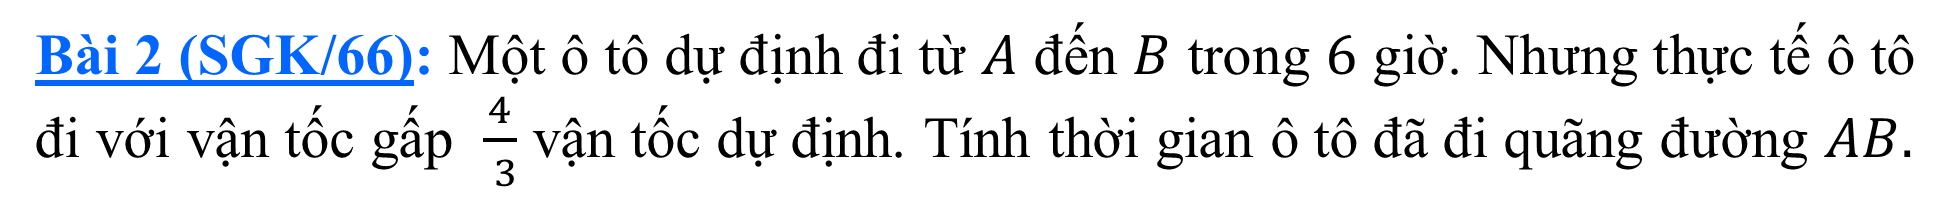 Bài 2 (SGK/66): Một ô tô dự định đi từ A đến B trong 6 giờ. Nhưng thực tế ô tô
đi với vận tốc gấp 4/3 vận tốc dự định. Tính thời gian ô tô đã đi quãng đường AB.